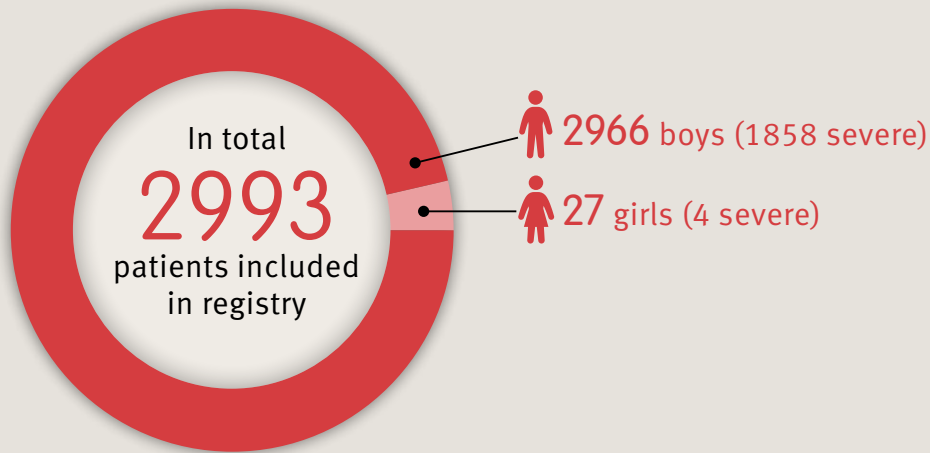 In total
2993
patients included
in registry
2966 boys (1858 severe)
27 girls (4 severe)